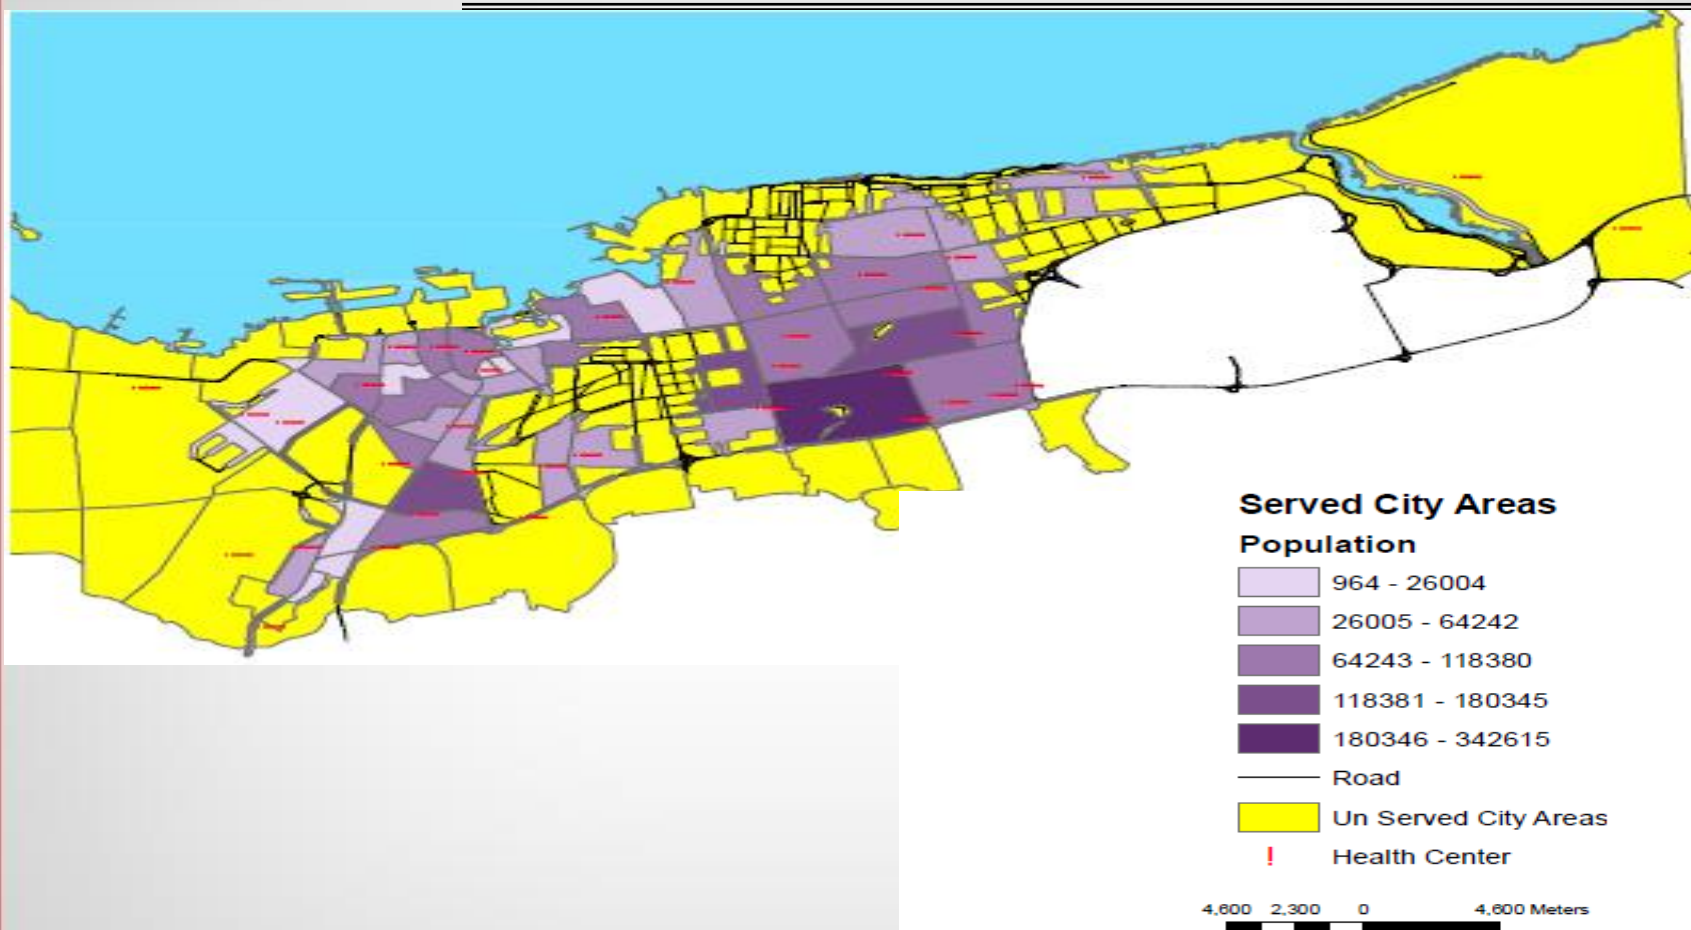 Served City Areas
Population
964 - 26004
26005 - 64242
64243 - 118380
118381 - 180345
180346 - 342615
Road
Un Served City Areas
! Health Center
4,600 2,300 0 4,600 Meters